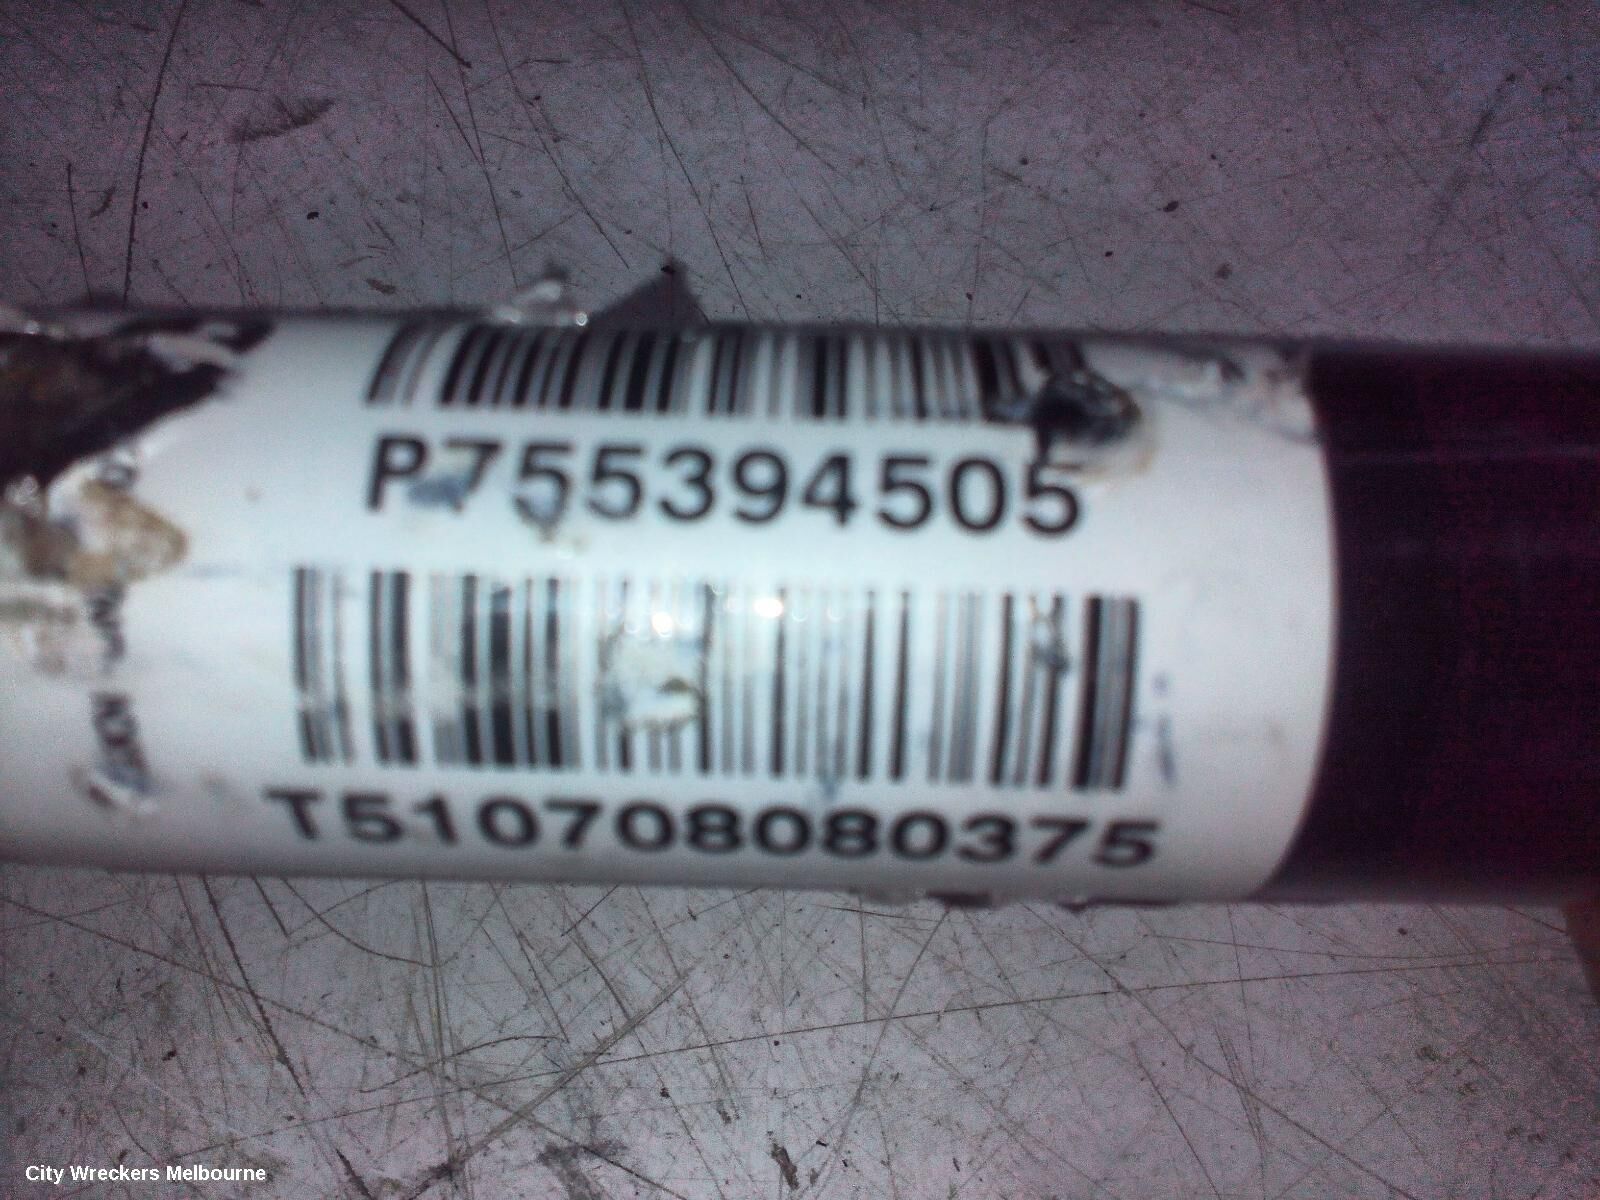 P755394505
T510708080375
City Wreckers Melbourne